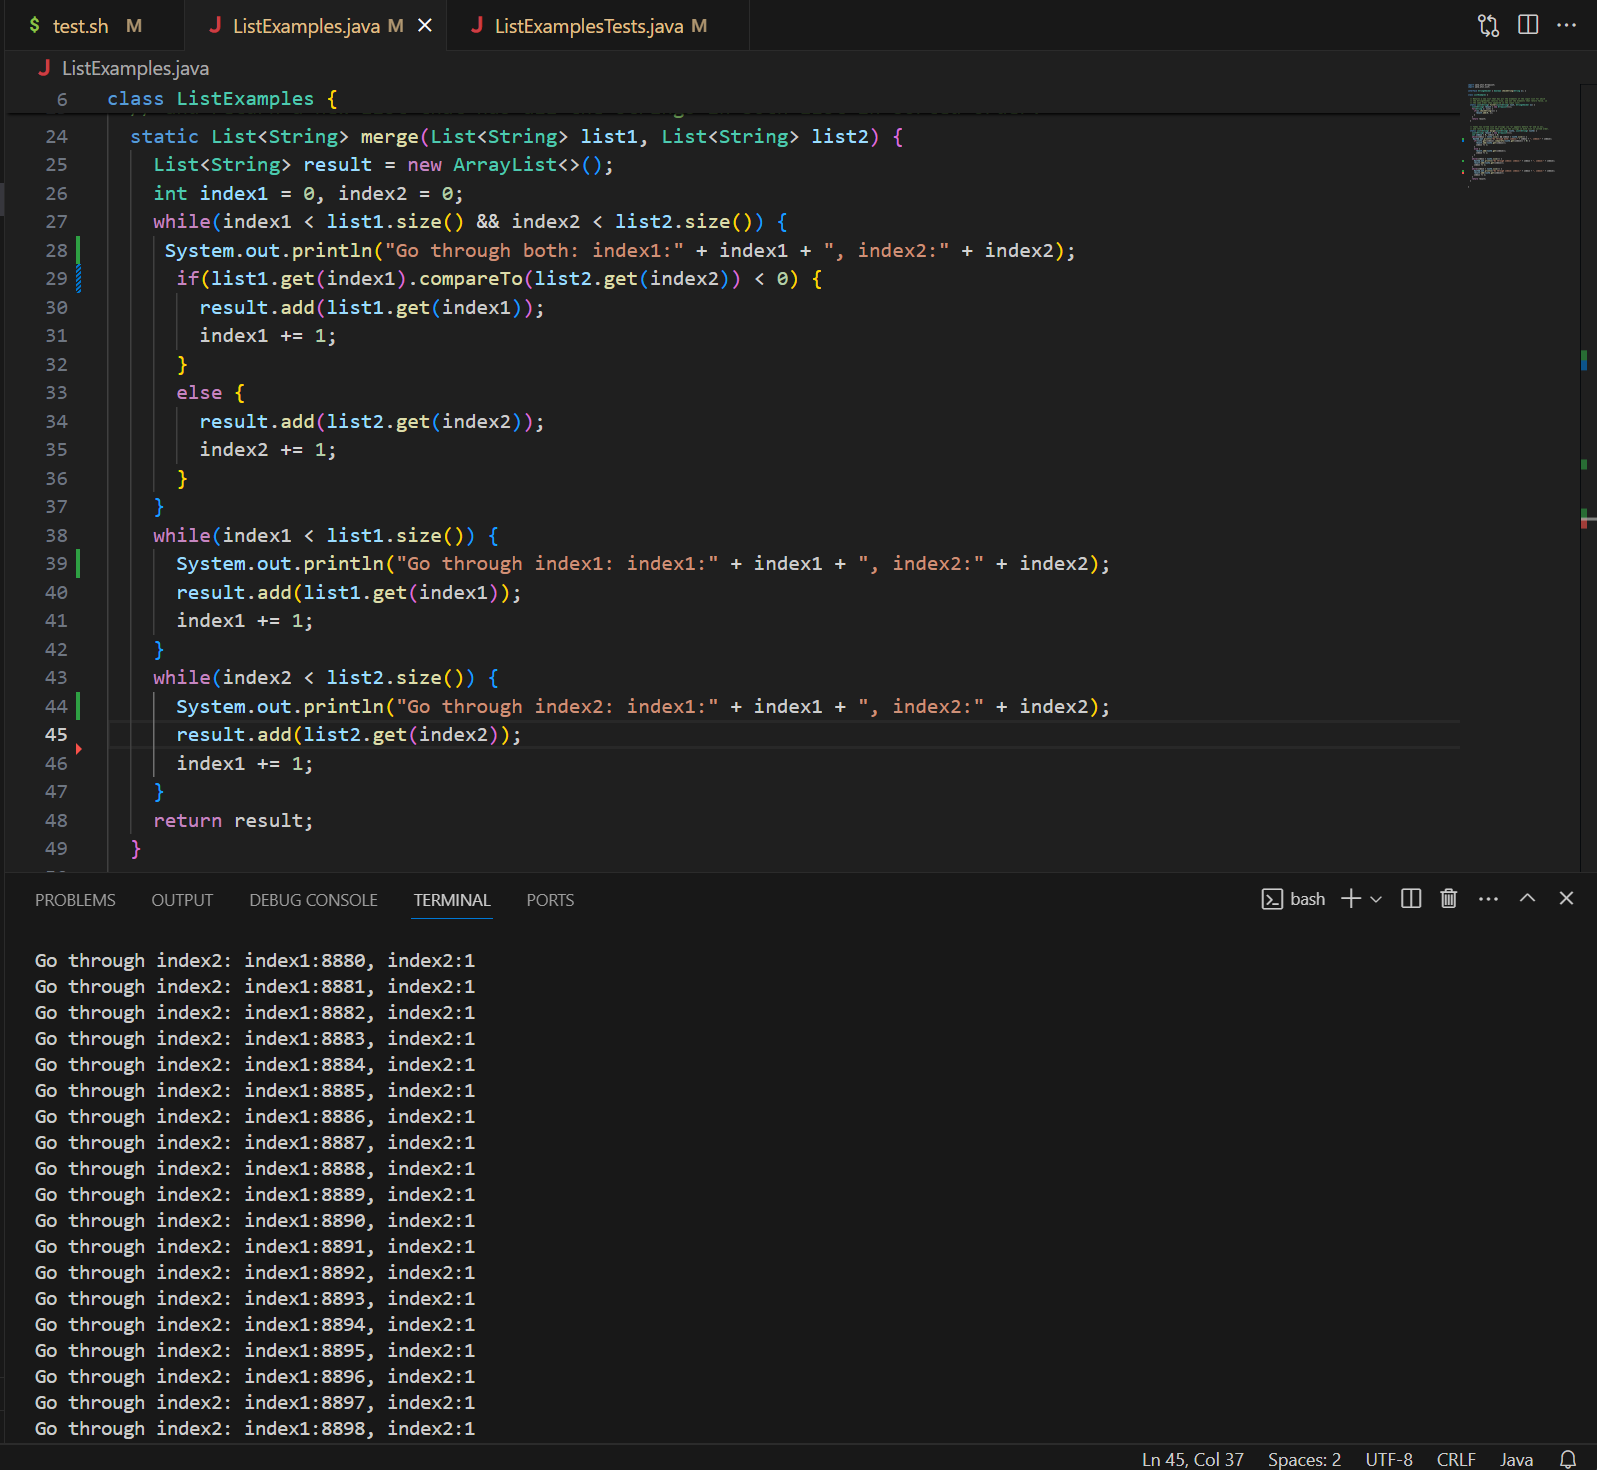 $ test.sh M J ListExamples.java M × J ListExamplesTests.java M
J ListExamples.java
6 class ListExamples {
24 static List<String> merge(List<String> list1, List<String> list2) {
25 List<String> result = new ArrayList<>();
26 int index1 = 0, index2 = 0;
27 while(index1 < list1.size() && index2 < list2.size()) {
28 System.out.println("Go through both: index1:" + index1 + ", index2:" + index2);
29 if(list1.get(index1).compareTo(list2.get(index2)) < 0) {
30 result.add(list1.get(index1));
31 index1 += 1;
32 }
33 else {
34 result.add(list2.get(index2));
35 index2 += 1;
36 }
37 }
38 while(index1 < list1.size()) {
39 System.out.println("Go through index1: index1:" + index1 + ", index2:" + index2);
40 result.add(list1.get(index1));
41 index1 += 1;
42 }
43 while(index2 < list2.size()) {
44 System.out.println("Go through index2: index1:" + index1 + ", index2:" + index2);
45 result.add(list2.get(index2));
46 index1 += 1;
47 }
48 return result;
49 }
PROBLEMS OUTPUT DEBUG CONSOLE TERMINAL PORTS bash
Go through index2: index1:8880, index2:1
Go through index2: index1:8881, index2:1
Go through index2: index1:8882, index2:1
Go through index2: index1:8883, index2:1
Go through index2: index1:8884, index2:1
Go through index2: index1:8885, index2:1
Go through index2: index1:8886, index2:1
Go through index2: index1:8887, index2:1
Go through index2: index1:8888, index2:1
Go through index2: index1:8889, index2:1
Go through index2: index1:8890, index2:1
Go through index2: index1:8891, index2:1
Go through index2: index1:8892, index2:1
Go through index2: index1:8893, index2:1
Go through index2: index1:8894, index2:1
Go through index2: index1:8895, index2:1
Go through index2: index1:8896, index2:1
Go through index2: index1:8897, index2:1
Go through index2: index1:8898, index2:1
Ln 45, Col 37 Spaces: 2 UTF-8 CRLF Java